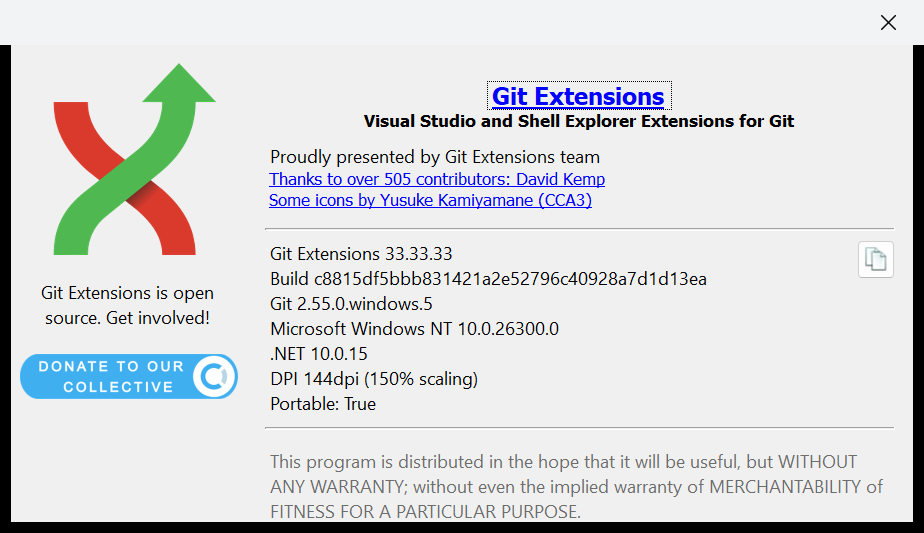 Git Extensions
Visual Studio and Shell Explorer Extensions for Git
Proudly presented by Git Extensions team
Thanks to over 505 contributors: David Kemp
Some icons by Yusuke Kamiyamane (CCA3)
Git Extensions 33.33.33
Build c8815df5bbb831421a2e52796c40928a7d1d13ea
Git 2.55.0.windows.5
Microsoft Windows NT 10.0.26300.0
.NET 10.0.15
DPI 144dpi (150% scaling)
Portable: True
Git Extensions is open
source. Get involved!
DONATE TO OUR
COLLECTIVE
This program is distributed in the hope that it will be useful, but WITHOUT
ANY WARRANTY; without even the implied warranty of MERCHANTABILITY of
FITNESS FOR A PARTICULAR PURPOSE.